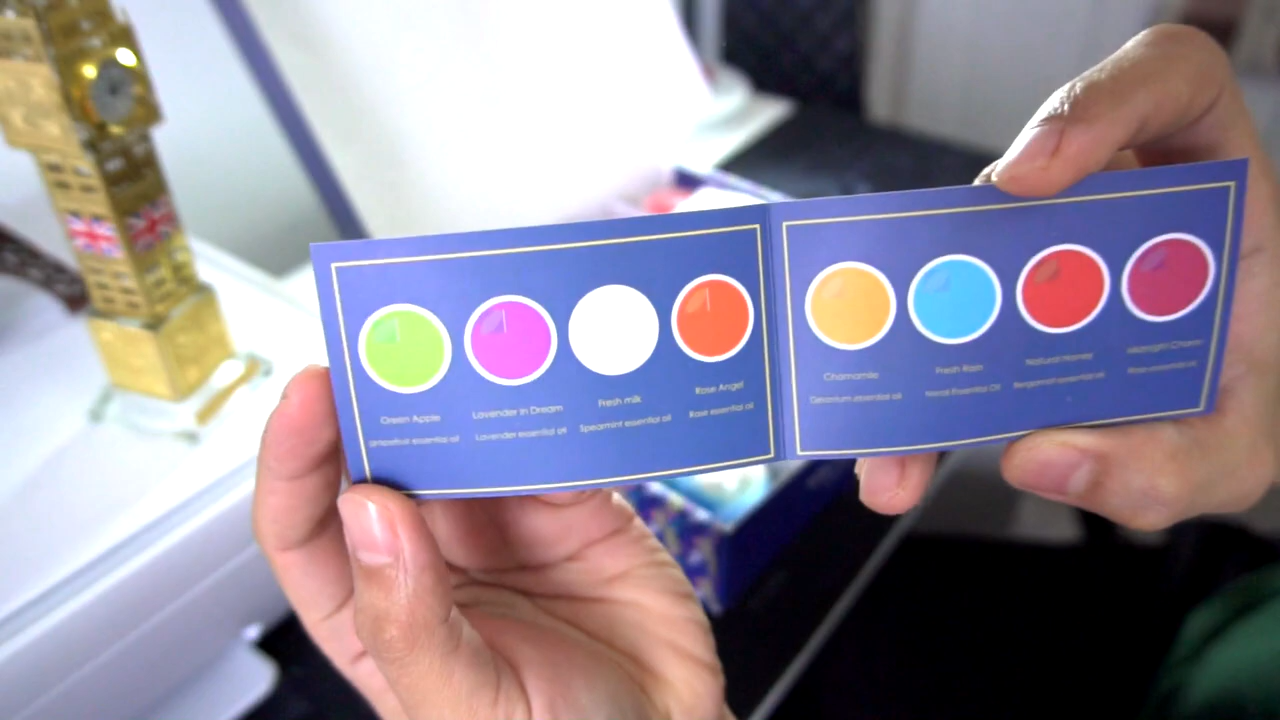 Green Apple
Grapefruit essential oil
Lavender in Dream
Lavender essential oil
Fresh milk
Spearmint essential oil
Rose Angel
Rose essential oil
Chamomile
Geranium essential oil
Fresh Rain
Neroli Essential Oil
Natural Honey
Bergamot essential oil
Midnight Charm
Rose essential oil